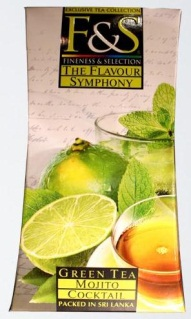 EXCLUSIVE TEA COLLECTION
F&S
FINENESS & SELECTION
THE FLAVOUR
SYMPHONY
GREEN TEA
MOJITO
COCKTAIL
PACKED IN SRI LANKA